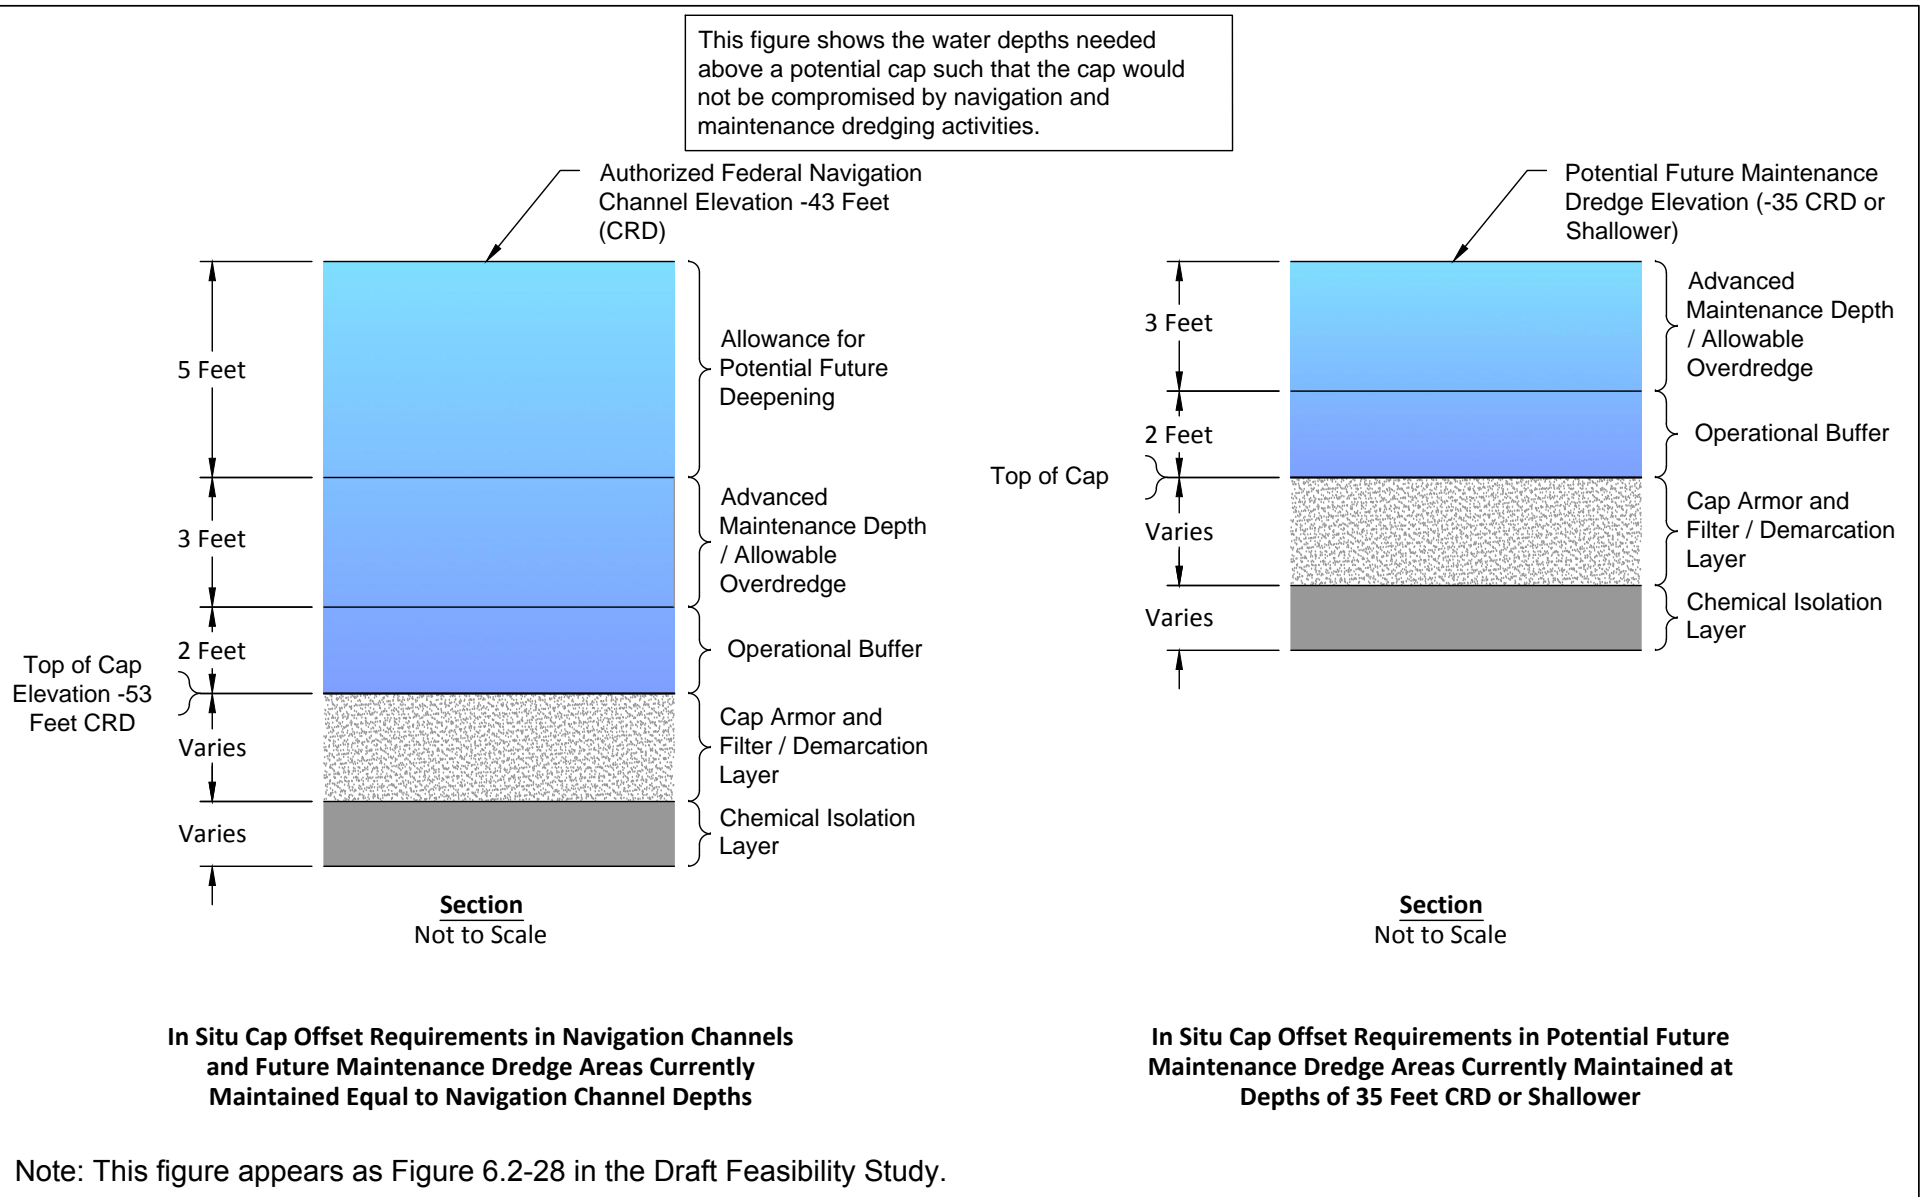 This figure shows the water depths needed
above a potential cap such that the cap would
not be compromised by navigation and
maintenance dredging activities.
Authorized Federal Navigation
Channel Elevation -43 Feet
(CRD)
5 Feet
Allowance for
Potential Future
Deepening
3 Feet
Advanced
Maintenance Depth
/ Allowable
Overdredge
2 Feet
Operational Buffer
Top of Cap
Elevation -53
Feet CRD
Varies
Cap Armor and
Filter / Demarcation
Layer
Varies
Chemical Isolation
Layer
Section
Not to Scale
In Situ Cap Offset Requirements in Navigation Channels
and Future Maintenance Dredge Areas Currently
Maintained Equal to Navigation Channel Depths
Potential Future Maintenance
Dredge Elevation (-35 CRD or
Shallower)
3 Feet
Advanced
Maintenance Depth
/ Allowable
Overdredge
2 Feet
Operational Buffer
Top of Cap
Varies
Cap Armor and
Filter / Demarcation
Layer
Varies
Chemical Isolation
Layer
Section
Not to Scale
In Situ Cap Offset Requirements in Potential Future
Maintenance Dredge Areas Currently Maintained at
Depths of 35 Feet CRD or Shallower
Note: This figure appears as Figure 6.2-28 in the Draft Feasibility Study.